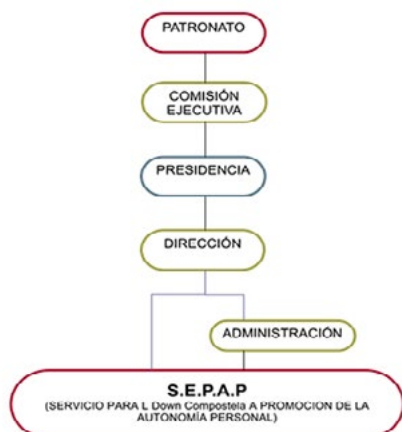 PATRONATO
COMISIÓN
EJECUTIVA
PRESIDENCIA
DIRECCIÓN
ADMINISTRACIÓN
S.E.P.A.P
(SERVICIO PARA L Down Compostela A PROMOCION DE LA
AUTONOMÍA PERSONAL)